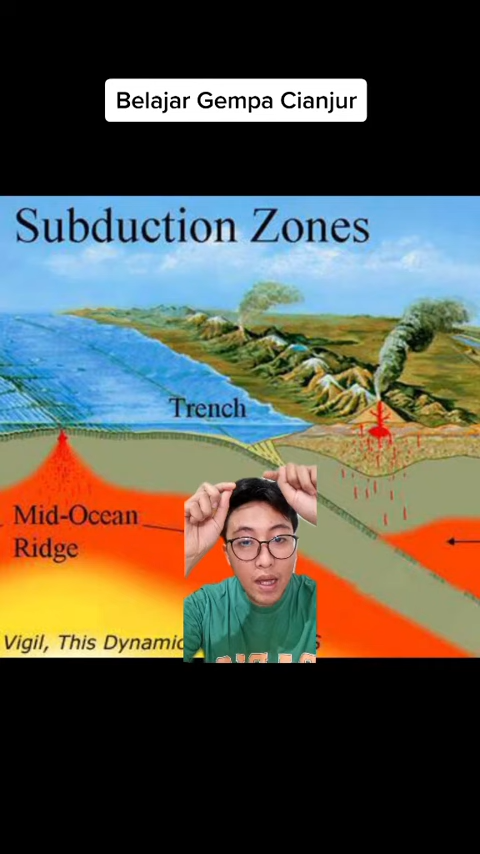 Belajar Gempa Cianjur
Subduction Zones
Trench
Mid-Ocean
Ridge
Vigil, This Dynamic